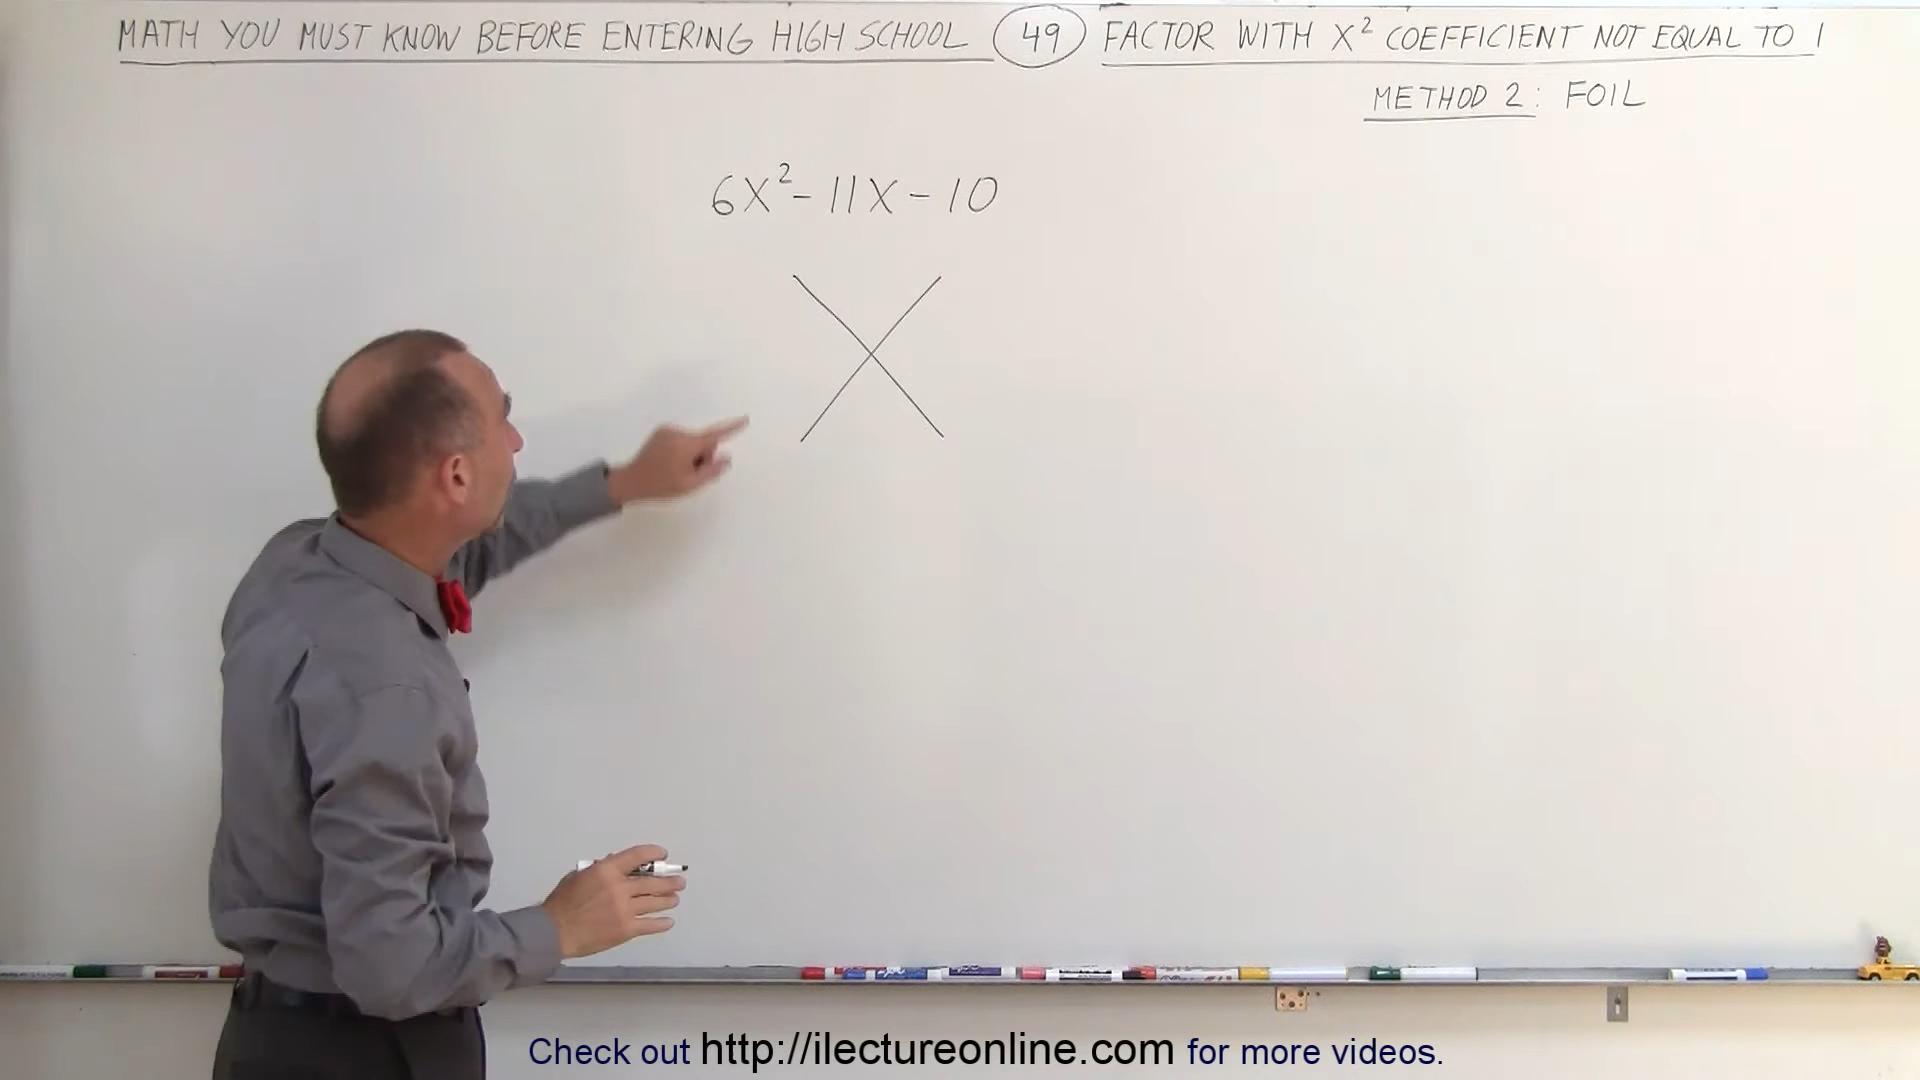 MATH YOU MUST KNOW BEFORE ENTERING HIGH SCHOOL 49 FACTOR WITH X² COEFFICIENT NOT EQUAL TO 1
METHOD 2: FOIL
6X² - 11X - 10
Check out http://ilectureonline.com for more videos.